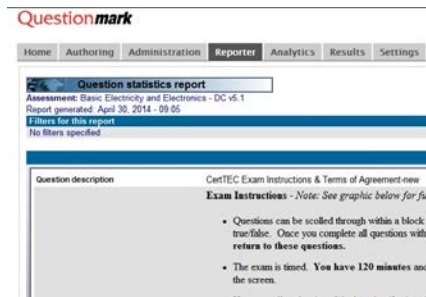 Questionmark
Home Authoring Administration Reporter Analytics Results Settings
Question statistics report
Assessment: Basic Electricity and Electronics - DC v5.1
Report generated: April 30, 2014 - 09:05
Filters for this report
No filters specified
Question description CertTEC Exam Instructions & Terms of Agreement-new
Exam Instructions - Note: See graphic below for fu
• Questions can be scolled through within a block
true/false. Once you complete all questions with
return to these questions.
• The exam is timed. You have 120 minutes and
the screen.